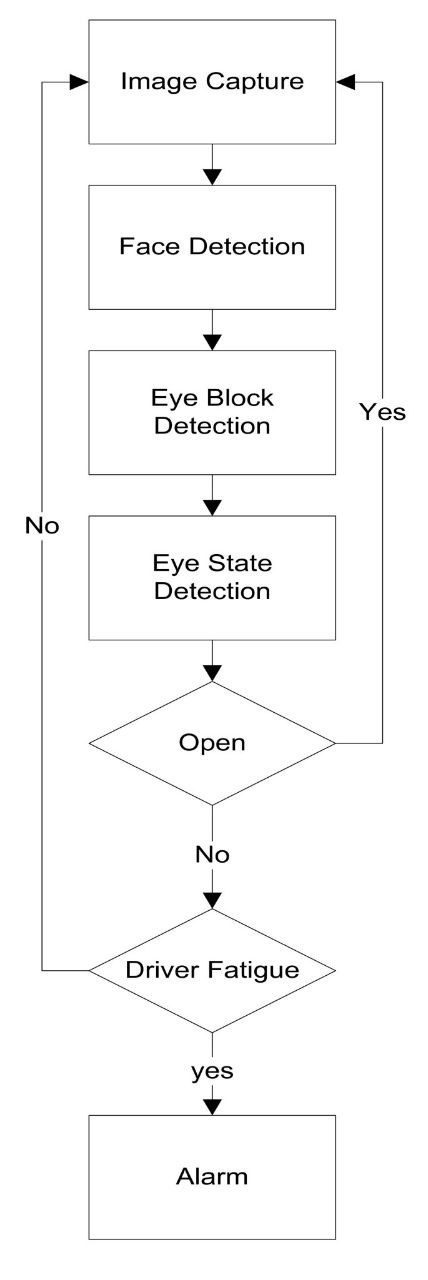 Image Capture
Face Detection
Eye Block
Detection
Yes
No
Eye State
Detection
Open
No
Driver Fatigue
yes
Alarm